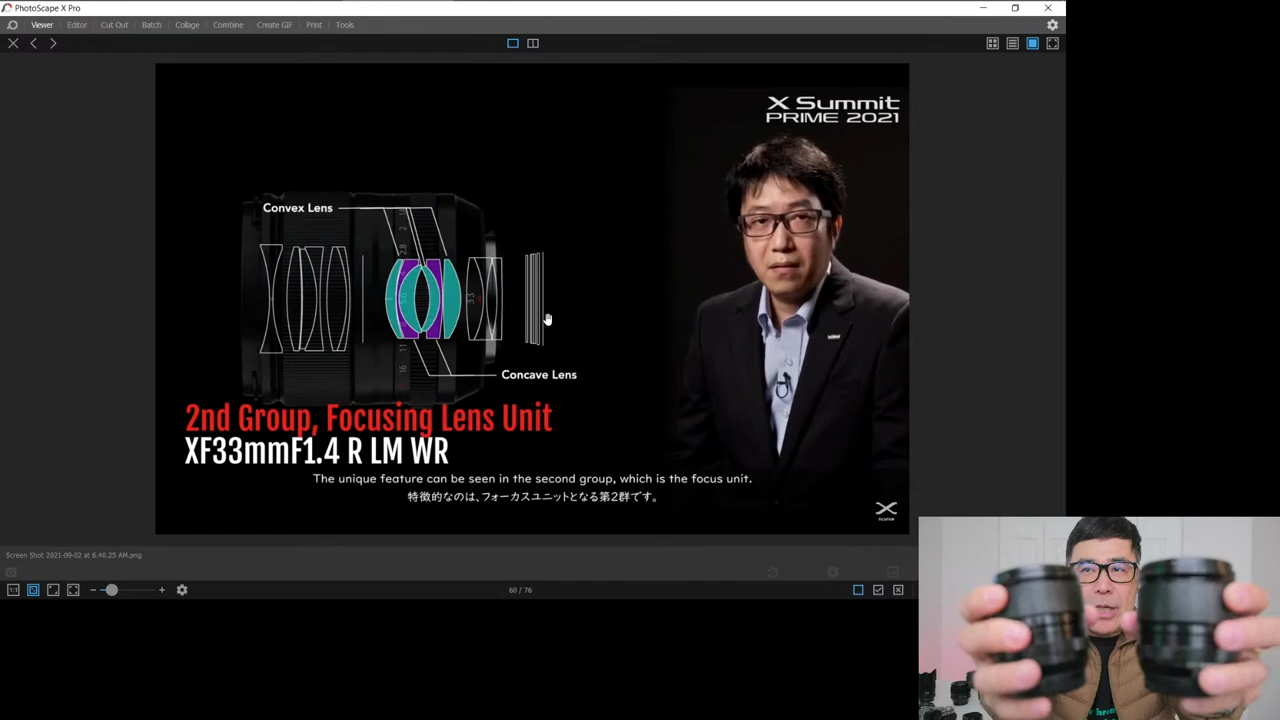 PhotoScape X Pro
Viewer Editor Cut Out Batch Collage Combine Create GIF Print Tools
X Summit
PRIME 2021
Convex Lens
Concave Lens
2nd Group, Focusing Lens Unit
XF33mmF1.4 R LM WR
The unique feature can be seen in the second group, which is the focus unit.
特徴的なのは、フォーカスユニットとなる第2群です。
FUJIFILM
Screen Shot 2021-09-02 at 6.40.25 AM.png
1:1
60 / 76